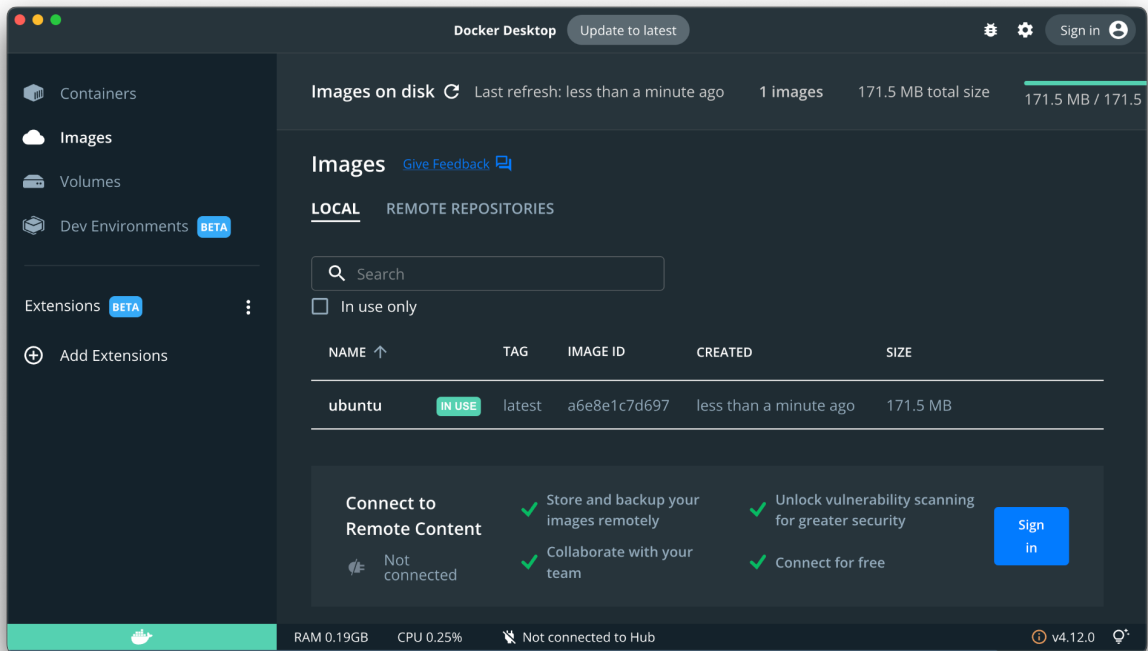 Docker Desktop Update to latest Sign in
Containers
Images
Volumes
Dev Environments BETA
Extensions BETA
Add Extensions
Images on disk Last refresh: less than a minute ago 1 images 171.5 MB total size 171.5 MB / 171.5
Images Give Feedback
LOCAL REMOTE REPOSITORIES
Search
In use only
NAME TAG IMAGE ID CREATED SIZE
ubuntu IN USE latest a6e8e1c7d697 less than a minute ago 171.5 MB
Connect to
Remote Content
Not
connected
Store and backup your
images remotely
Collaborate with your
team
Unlock vulnerability scanning
for greater security
Connect for free
Sign
in
RAM 0.19GB CPU 0.25% Not connected to Hub v4.12.0